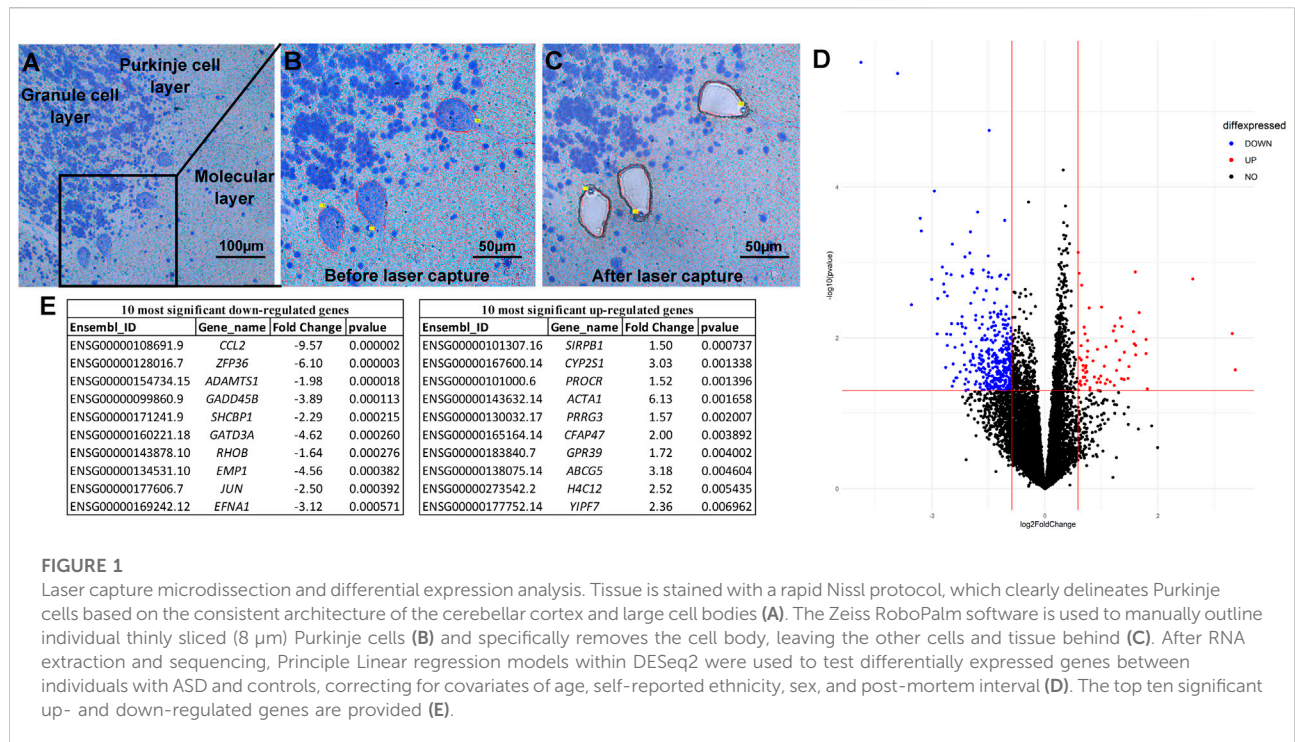 A
Purkinje cell
layer
Granule cell
layer
Molecular
layer
100µm
B
50µm
Before laser capture
C
50µm
After laser capture
D
-log10(pvalue)
4
2
0
-2
0
2
log2FoldChange
diffexpressed
DOWN
UP
NO
E
10 most significant down-regulated genes
Ensembl_ID Gene_name Fold Change pvalue
ENSG00000108691.9 CCL2 -9.57 0.000002
ENSG00000128016.7 ZFP36 -6.10 0.000003
ENSG00000154734.15 ADAMTS1 -1.98 0.000018
ENSG00000099860.9 GADD45B -3.89 0.000113
ENSG00000171241.9 SHCBP1 -2.29 0.000215
ENSG00000160221.18 GATD3A -4.62 0.000260
ENSG00000143878.10 RHOB -1.64 0.000276
ENSG00000134531.10 EMP1 -4.56 0.000382
ENSG00000177606.7 JUN -2.50 0.000392
ENSG00000169242.12 EFNA1 -3.12 0.000571
10 most significant up-regulated genes
Ensembl_ID Gene_name Fold Change pvalue
ENSG00000101307.16 SIRPB1 1.50 0.000737
ENSG00000167600.14 CYP2S1 3.03 0.001338
ENSG00000101000.6 PROCR 1.52 0.001396
ENSG00000143632.14 ACTA1 6.13 0.001658
ENSG00000130032.17 PRRG3 1.57 0.002007
ENSG00000165164.14 CFAP47 2.00 0.003892
ENSG00000183840.7 GPR39 1.72 0.004002
ENSG00000138075.14 ABCG5 3.18 0.004604
ENSG00000273542.2 H4C12 2.52 0.005435
ENSG00000177752.14 YIPF7 2.36 0.006962
FIGURE 1
Laser capture microdissection and differential expression analysis. Tissue is stained with a rapid Nissl protocol, which clearly delineates Purkinje
cells based on the consistent architecture of the cerebellar cortex and large cell bodies (A). The Zeiss RoboPalm software is used to manually outline
individual thinly sliced (8 µm) Purkinje cells (B) and specifically removes the cell body, leaving the other cells and tissue behind (C). After RNA
extraction and sequencing, Principle Linear regression models within DESeq2 were used to test differentially expressed genes between
individuals with ASD and controls, correcting for covariates of age, self-reported ethnicity, sex, and post-mortem interval (D). The top ten significant
up- and down-regulated genes are provided (E).